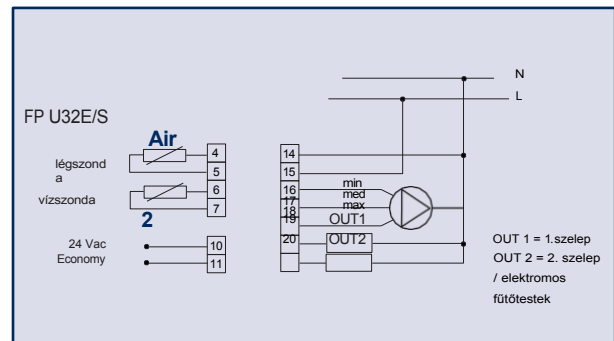 N
L
FP U32E/S
Air
légszond
a
4
5
vízszonda
6
7
2
24 Vac
Economy
10
11
14
15
16
17
18
19
20
min
med
max
OUT1
OUT2
OUT 1 = 1.szelep
OUT 2 = 2. szelep
/ elektromos
fűtőtestek